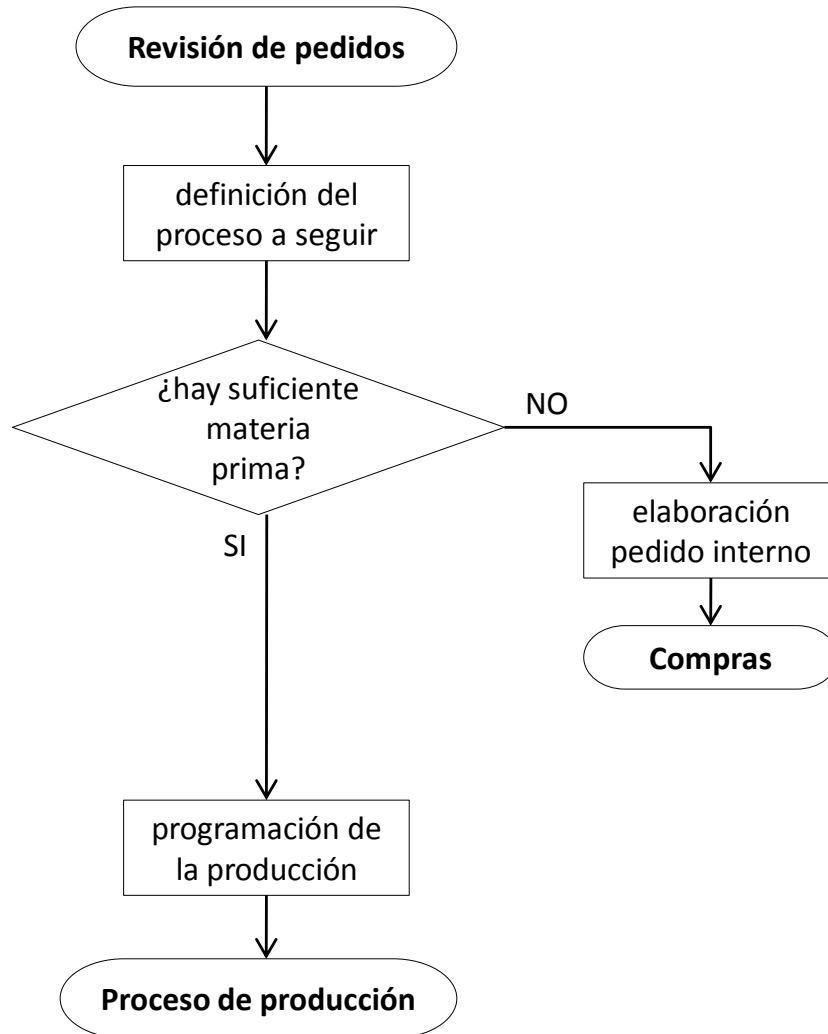 Revisión de pedidos
definición del
proceso a seguir
¿hay suficiente
materia
prima?
NO
elaboración
pedido interno
SI
Compras
programación de
la producción
Proceso de producción